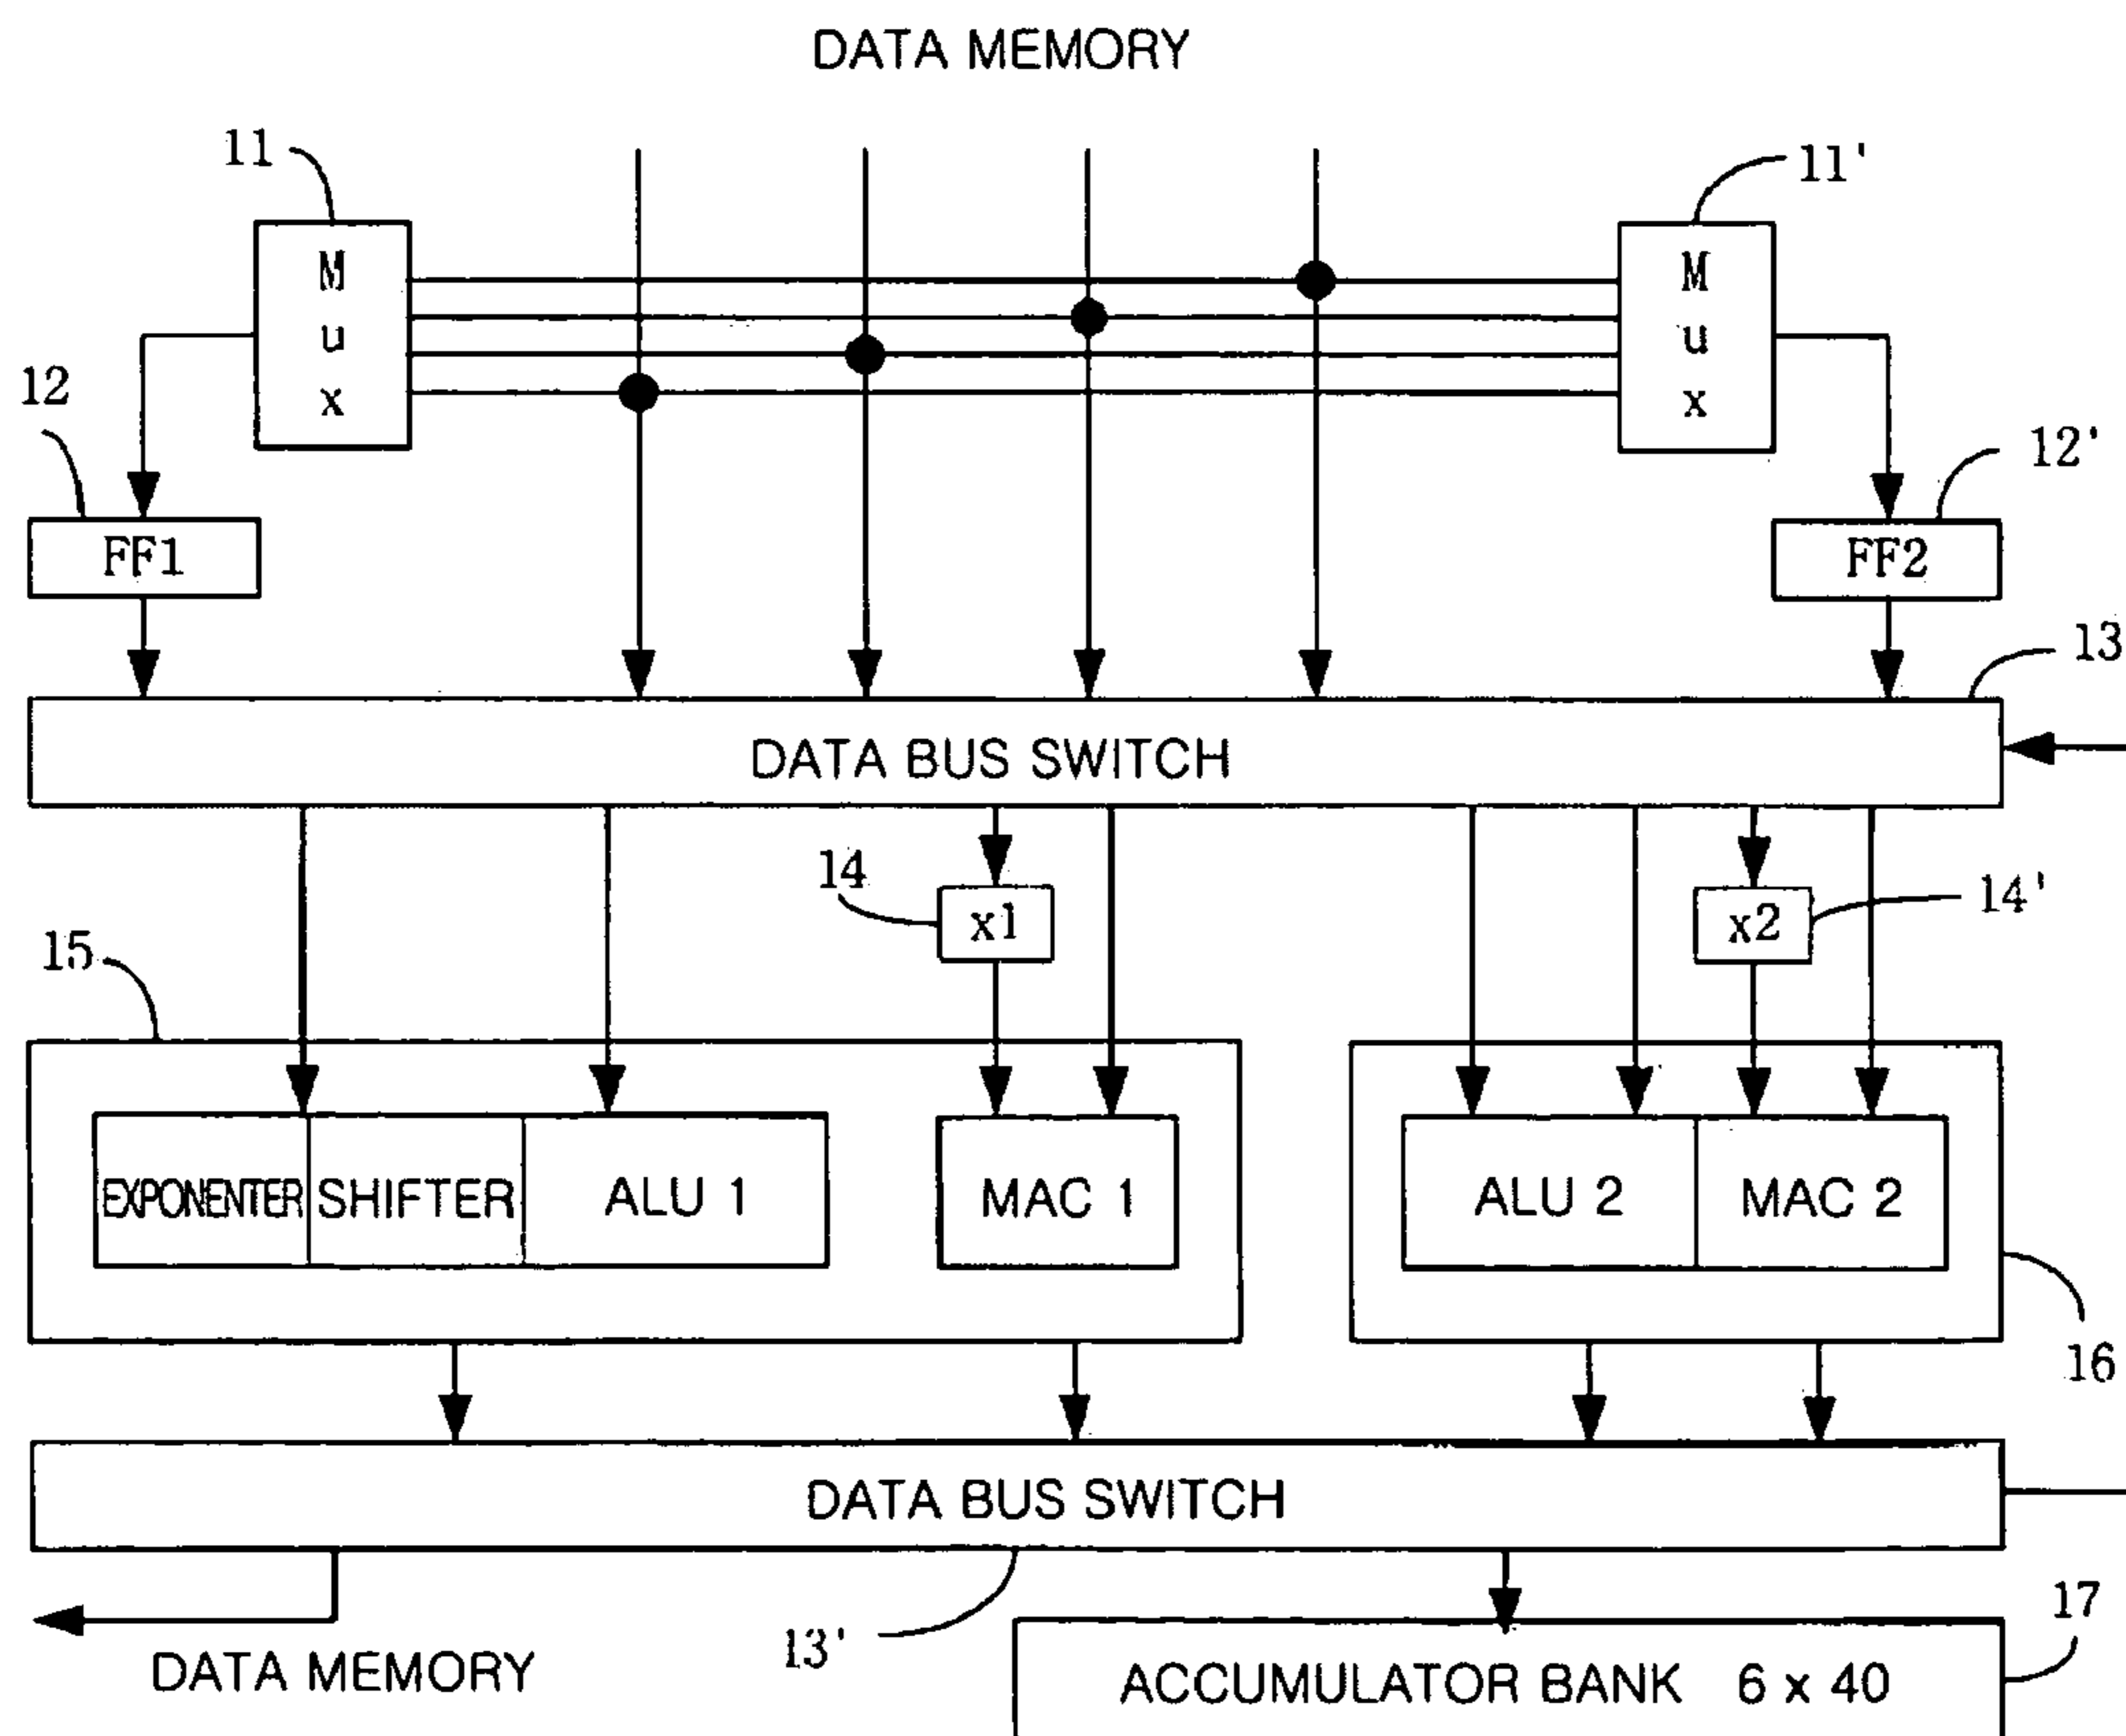 DATA MEMORY
11
11'
Mux
Mux
12
12'
FF1
FF2
13
DATA BUS SWITCH
14
x1
x2
14'
15
EXPONENTER SHIFTER ALU 1 MAC 1 ALU 2 MAC 2
16
DATA BUS SWITCH
13'
17
DATA MEMORY
ACCUMULATOR BANK 6 x 40